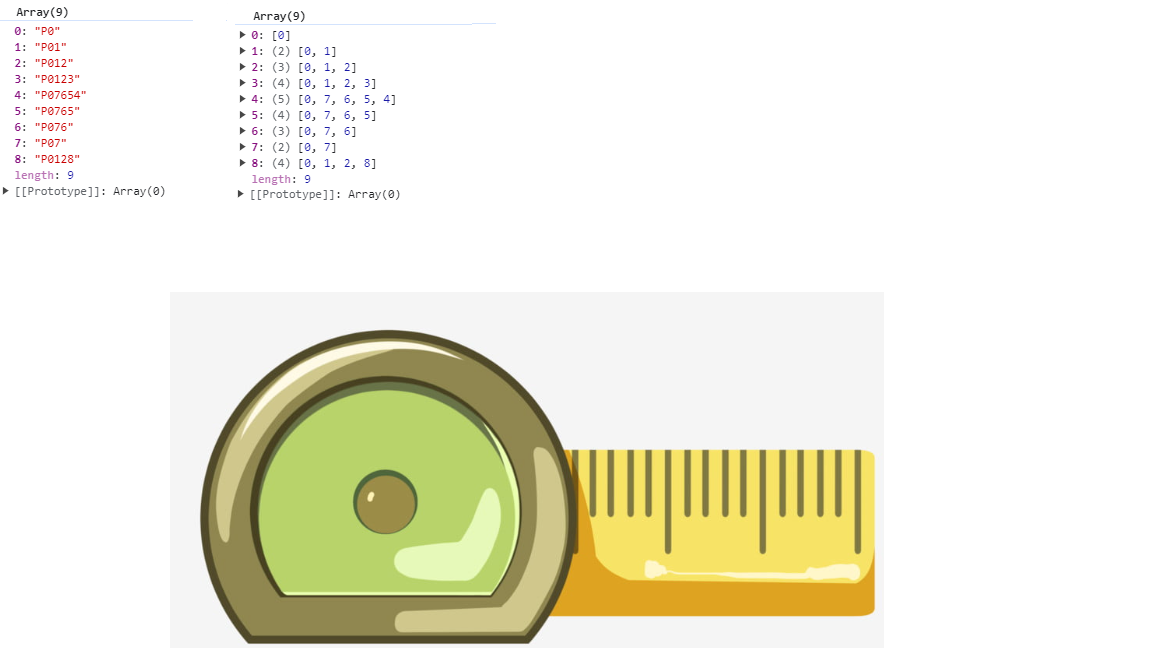 Array(9)
0: "P0"
1: "P01"
2: "P012"
3: "P0123"
4: "P07654"
5: "P0765"
6: "P076"
7: "P07"
8: "P0128"
length: 9
[[Prototype]]: Array(0)
Array(9)
0: [0]
1: (2) [0, 1]
2: (3) [0, 1, 2]
3: (4) [0, 1, 2, 3]
4: (5) [0, 7, 6, 5, 4]
5: (4) [0, 7, 6, 5]
6: (3) [0, 7, 6]
7: (2) [0, 7]
8: (4) [0, 1, 2, 8]
length: 9
[[Prototype]]: Array(0)